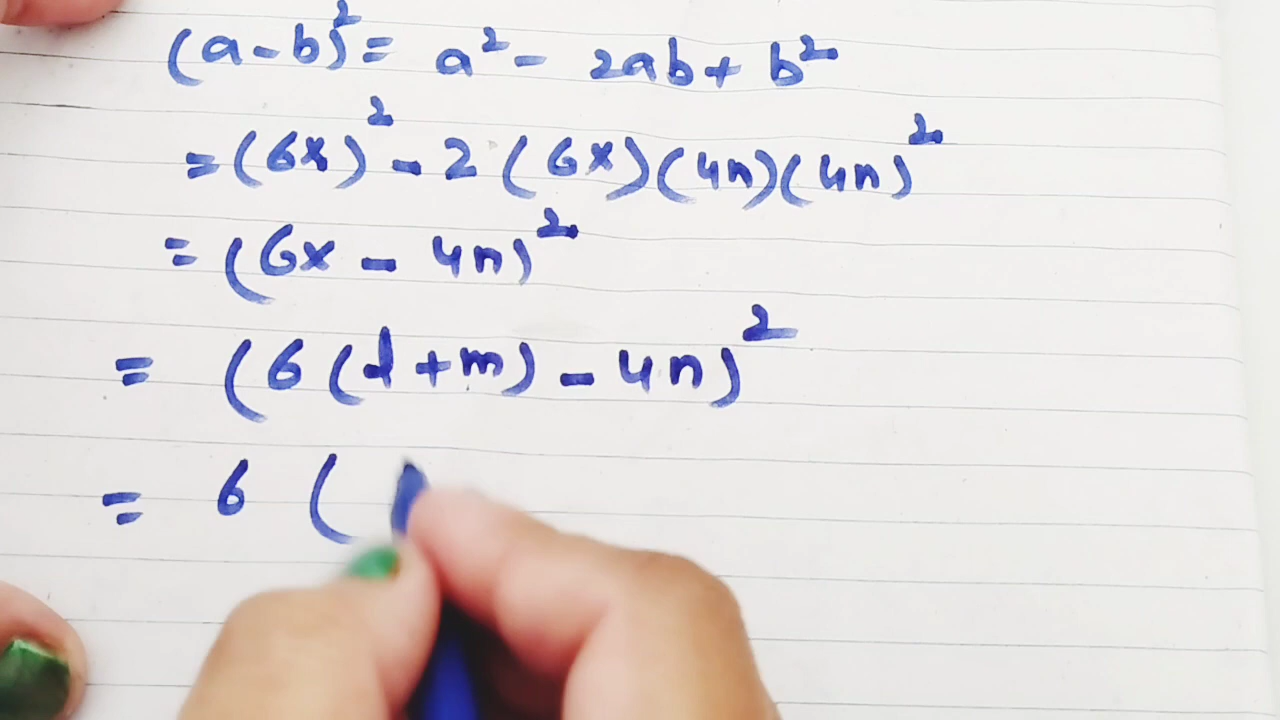 (a-b)² = a² - 2ab + b²
= (6x)² - 2 (6x)(4n)(4n)²
= (6x - 4n)²
= (6(l+m) - 4n)²
= 6 (